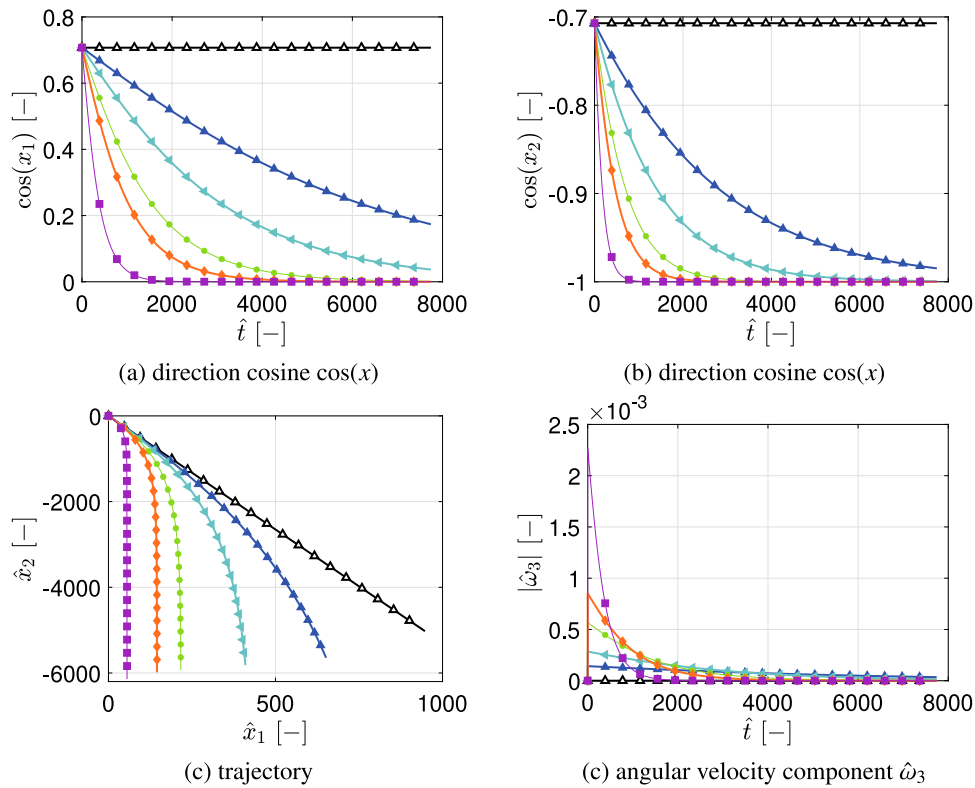 0.8
0.6
0.4
0.2
0
cos(x₁) [−]
0 2000 4000 6000 8000
t̂ [−]
(a) direction cosine cos(x)
-0.7
-0.8
-0.9
-1
cos(x₂) [−]
0 2000 4000 6000 8000
t̂ [−]
(b) direction cosine cos(x)
0
-2000
-4000
-6000
x̂₂ [−]
0 500 1000
x̂₁ [−]
(c) trajectory
×10⁻³
2.5
2
1.5
1
0.5
0
|ω̂₃| [−]
0 2000 4000 6000 8000
t̂ [−]
(c) angular velocity component ω̂₃